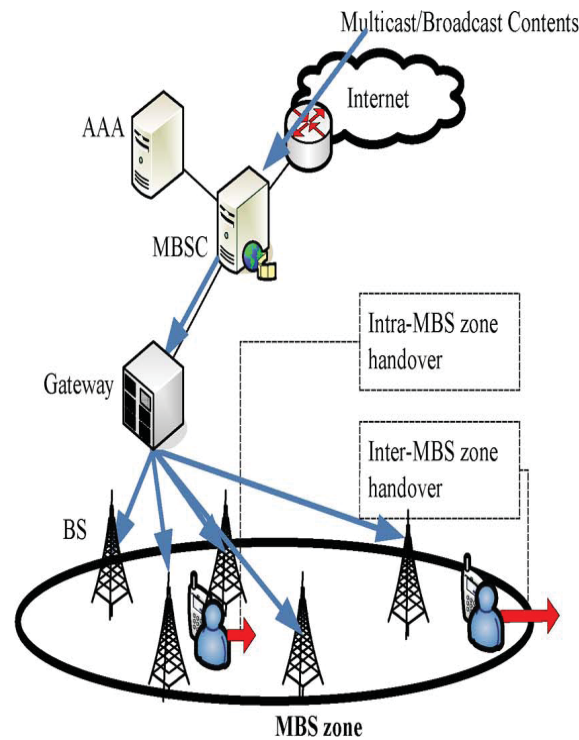 Multicast/Broadcast Contents
Internet
AAA
MBSC
Intra-MBS zone
handover
Gateway
Inter-MBS zone
handover
BS
MBS zone